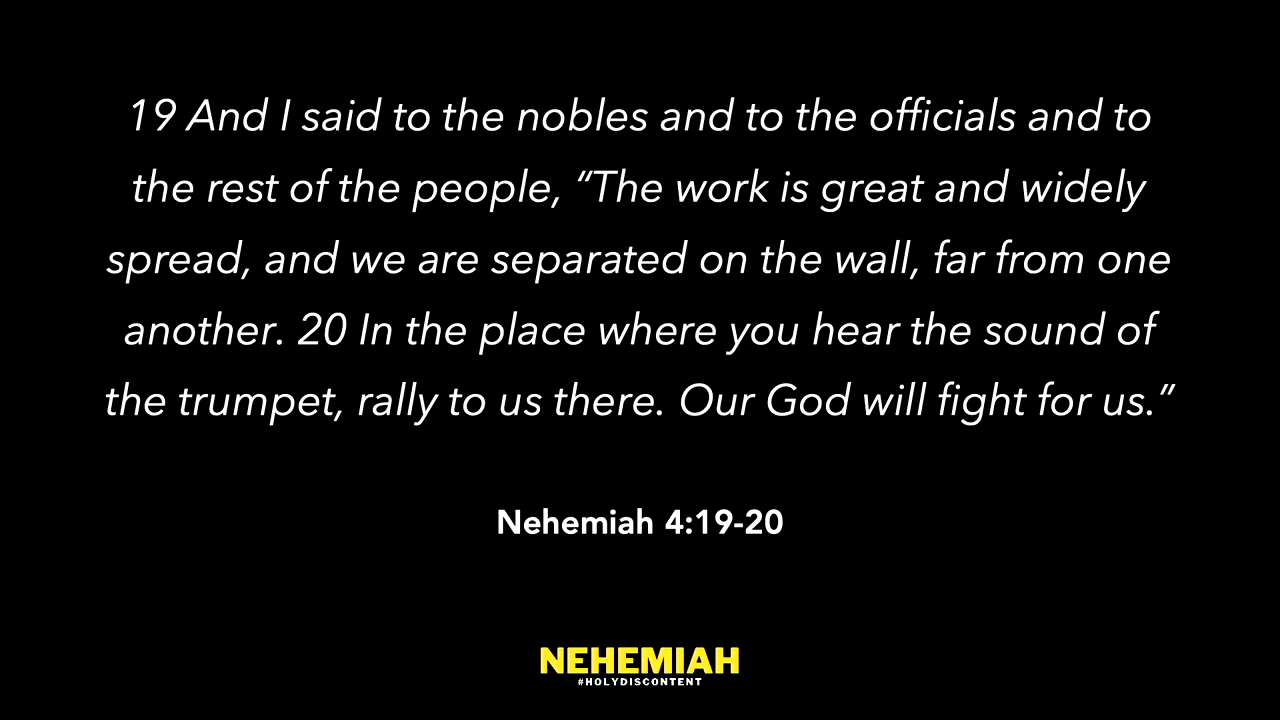 19 And I said to the nobles and to the officials and to
the rest of the people, “The work is great and widely
spread, and we are separated on the wall, far from one
another. 20 In the place where you hear the sound of
the trumpet, rally to us there. Our God will fight for us.”
Nehemiah 4:19-20
NEHEMIAH
#HOLYDISCONTENT